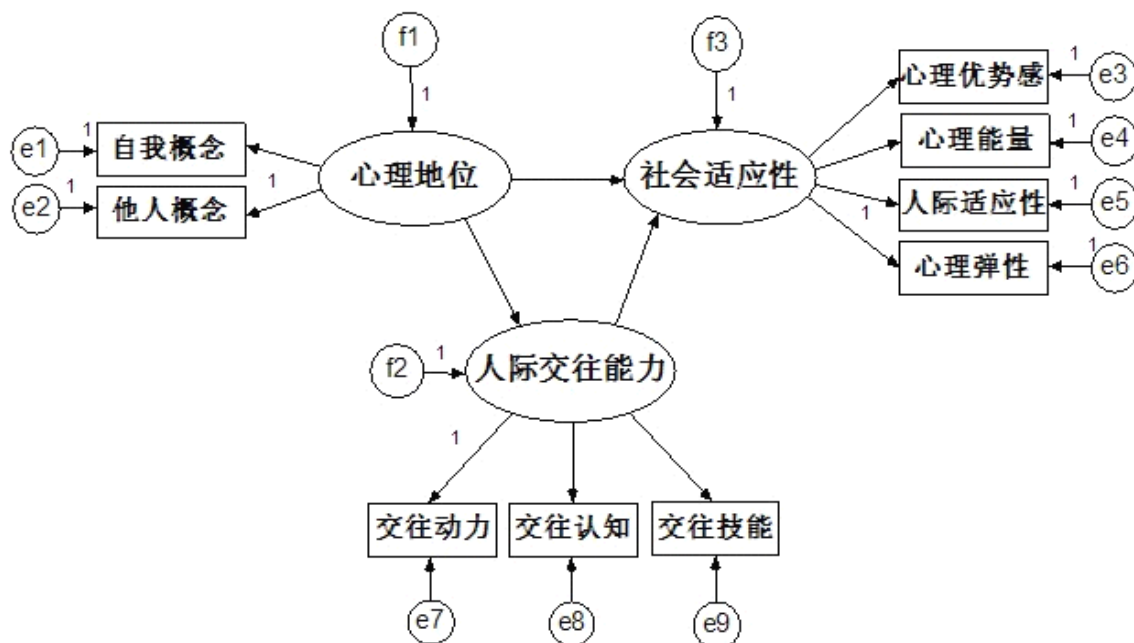 f1
f3
1
1
e1
1
自我概念
e2
1
他人概念
1
心理地位
社会适应性
心理优势感
1
e3
心理能量
1
e4
人际适应性
1
e5
1
心理弹性
1
e6
f2
1
人际交往能力
1
交往动力
交往认知
交往技能
e7
e8
e9